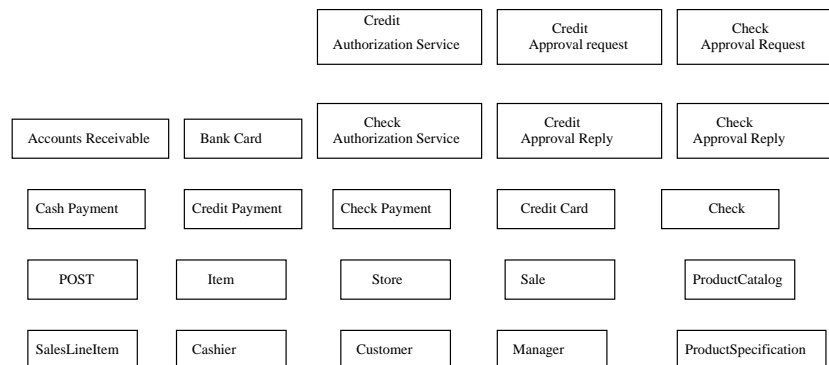 Credit
Authorization Service
Credit
Approval request
Check
Approval Request
Accounts Receivable
Bank Card
Check
Authorization Service
Credit
Approval Reply
Check
Approval Reply
Cash Payment
Credit Payment
Check Payment
Credit Card
Check
POST
Item
Store
Sale
ProductCatalog
SalesLineItem
Cashier
Customer
Manager
ProductSpecification